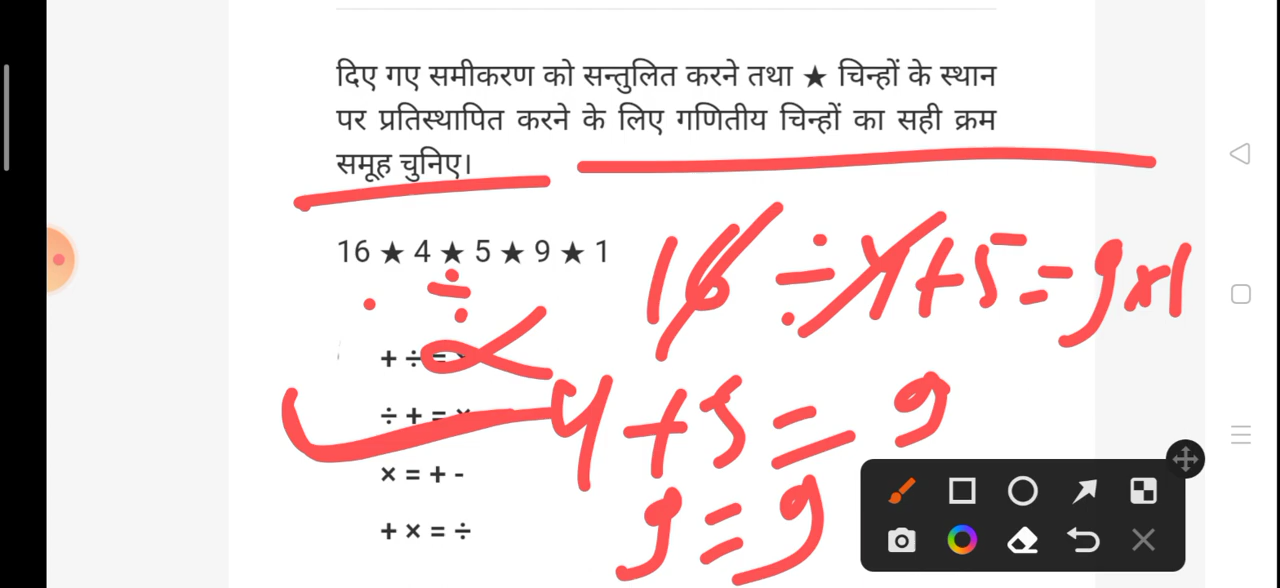 दिए गए समीकरण को सन्तुलित करने तथा ★ चिन्हों के स्थान
पर प्रतिस्थापित करने के लिए गणितीय चिन्हों का सही क्रम
समूह चुनिए।
16 ★ 4 ★ 5 ★ 9 ★ 1
16 ÷ 4 + 5 = 9 × 1
÷
+ ÷ =
÷ + = ×
4 + 5 = 9
× = + -
9 = 9
+ × = ÷